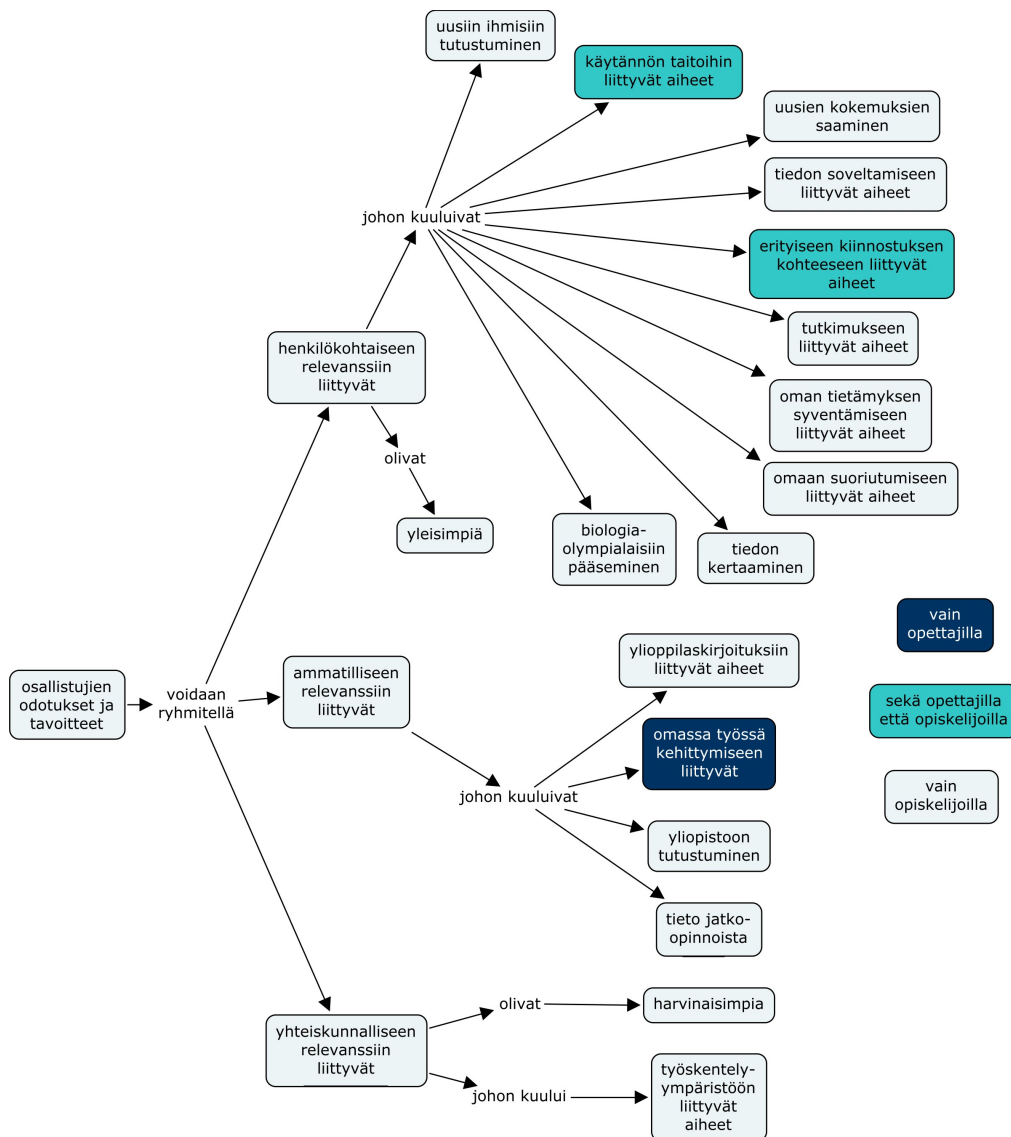 uusiin ihmisiin
tutustuminen
käytännön taitoihin
liittyvät aiheet
uusien kokemuksien
saaminen
tiedon soveltamiseen
liittyvät aiheet
johon kuuluivat
erityiseen kiinnostuksen
kohteeseen liittyvät
aiheet
tutkimukseen
liittyvät aiheet
henkilökohtaiseen
relevanssiin
liittyvät
oman tietämyksen
syventämiseen
liittyvät aiheet
olivat
omaan suoriutumiseen
liittyvät aiheet
yleisimpiä
biologia-
olympialaisiin
pääseminen
tiedon
kertaaminen
vain
opettajilla
ylioppilaskirjoituksiin
liittyvät aiheet
osallistujien
odotukset ja
tavoitteet
voidaan
ryhmitellä
ammatilliseen
relevanssiin
liittyvät
sekä opettajilla
että opiskelijoilla
omassa työssä
kehittymiseen
liittyvät
johon kuuluivat
vain
opiskelijoilla
yliopistoon
tutustuminen
tieto jatko-
opinnoista
olivat
harvinaisimpia
yhteiskunnalliseen
relevanssiin
liittyvät
johon kuului
työskentely-
ympäristöön
liittyvät
aiheet